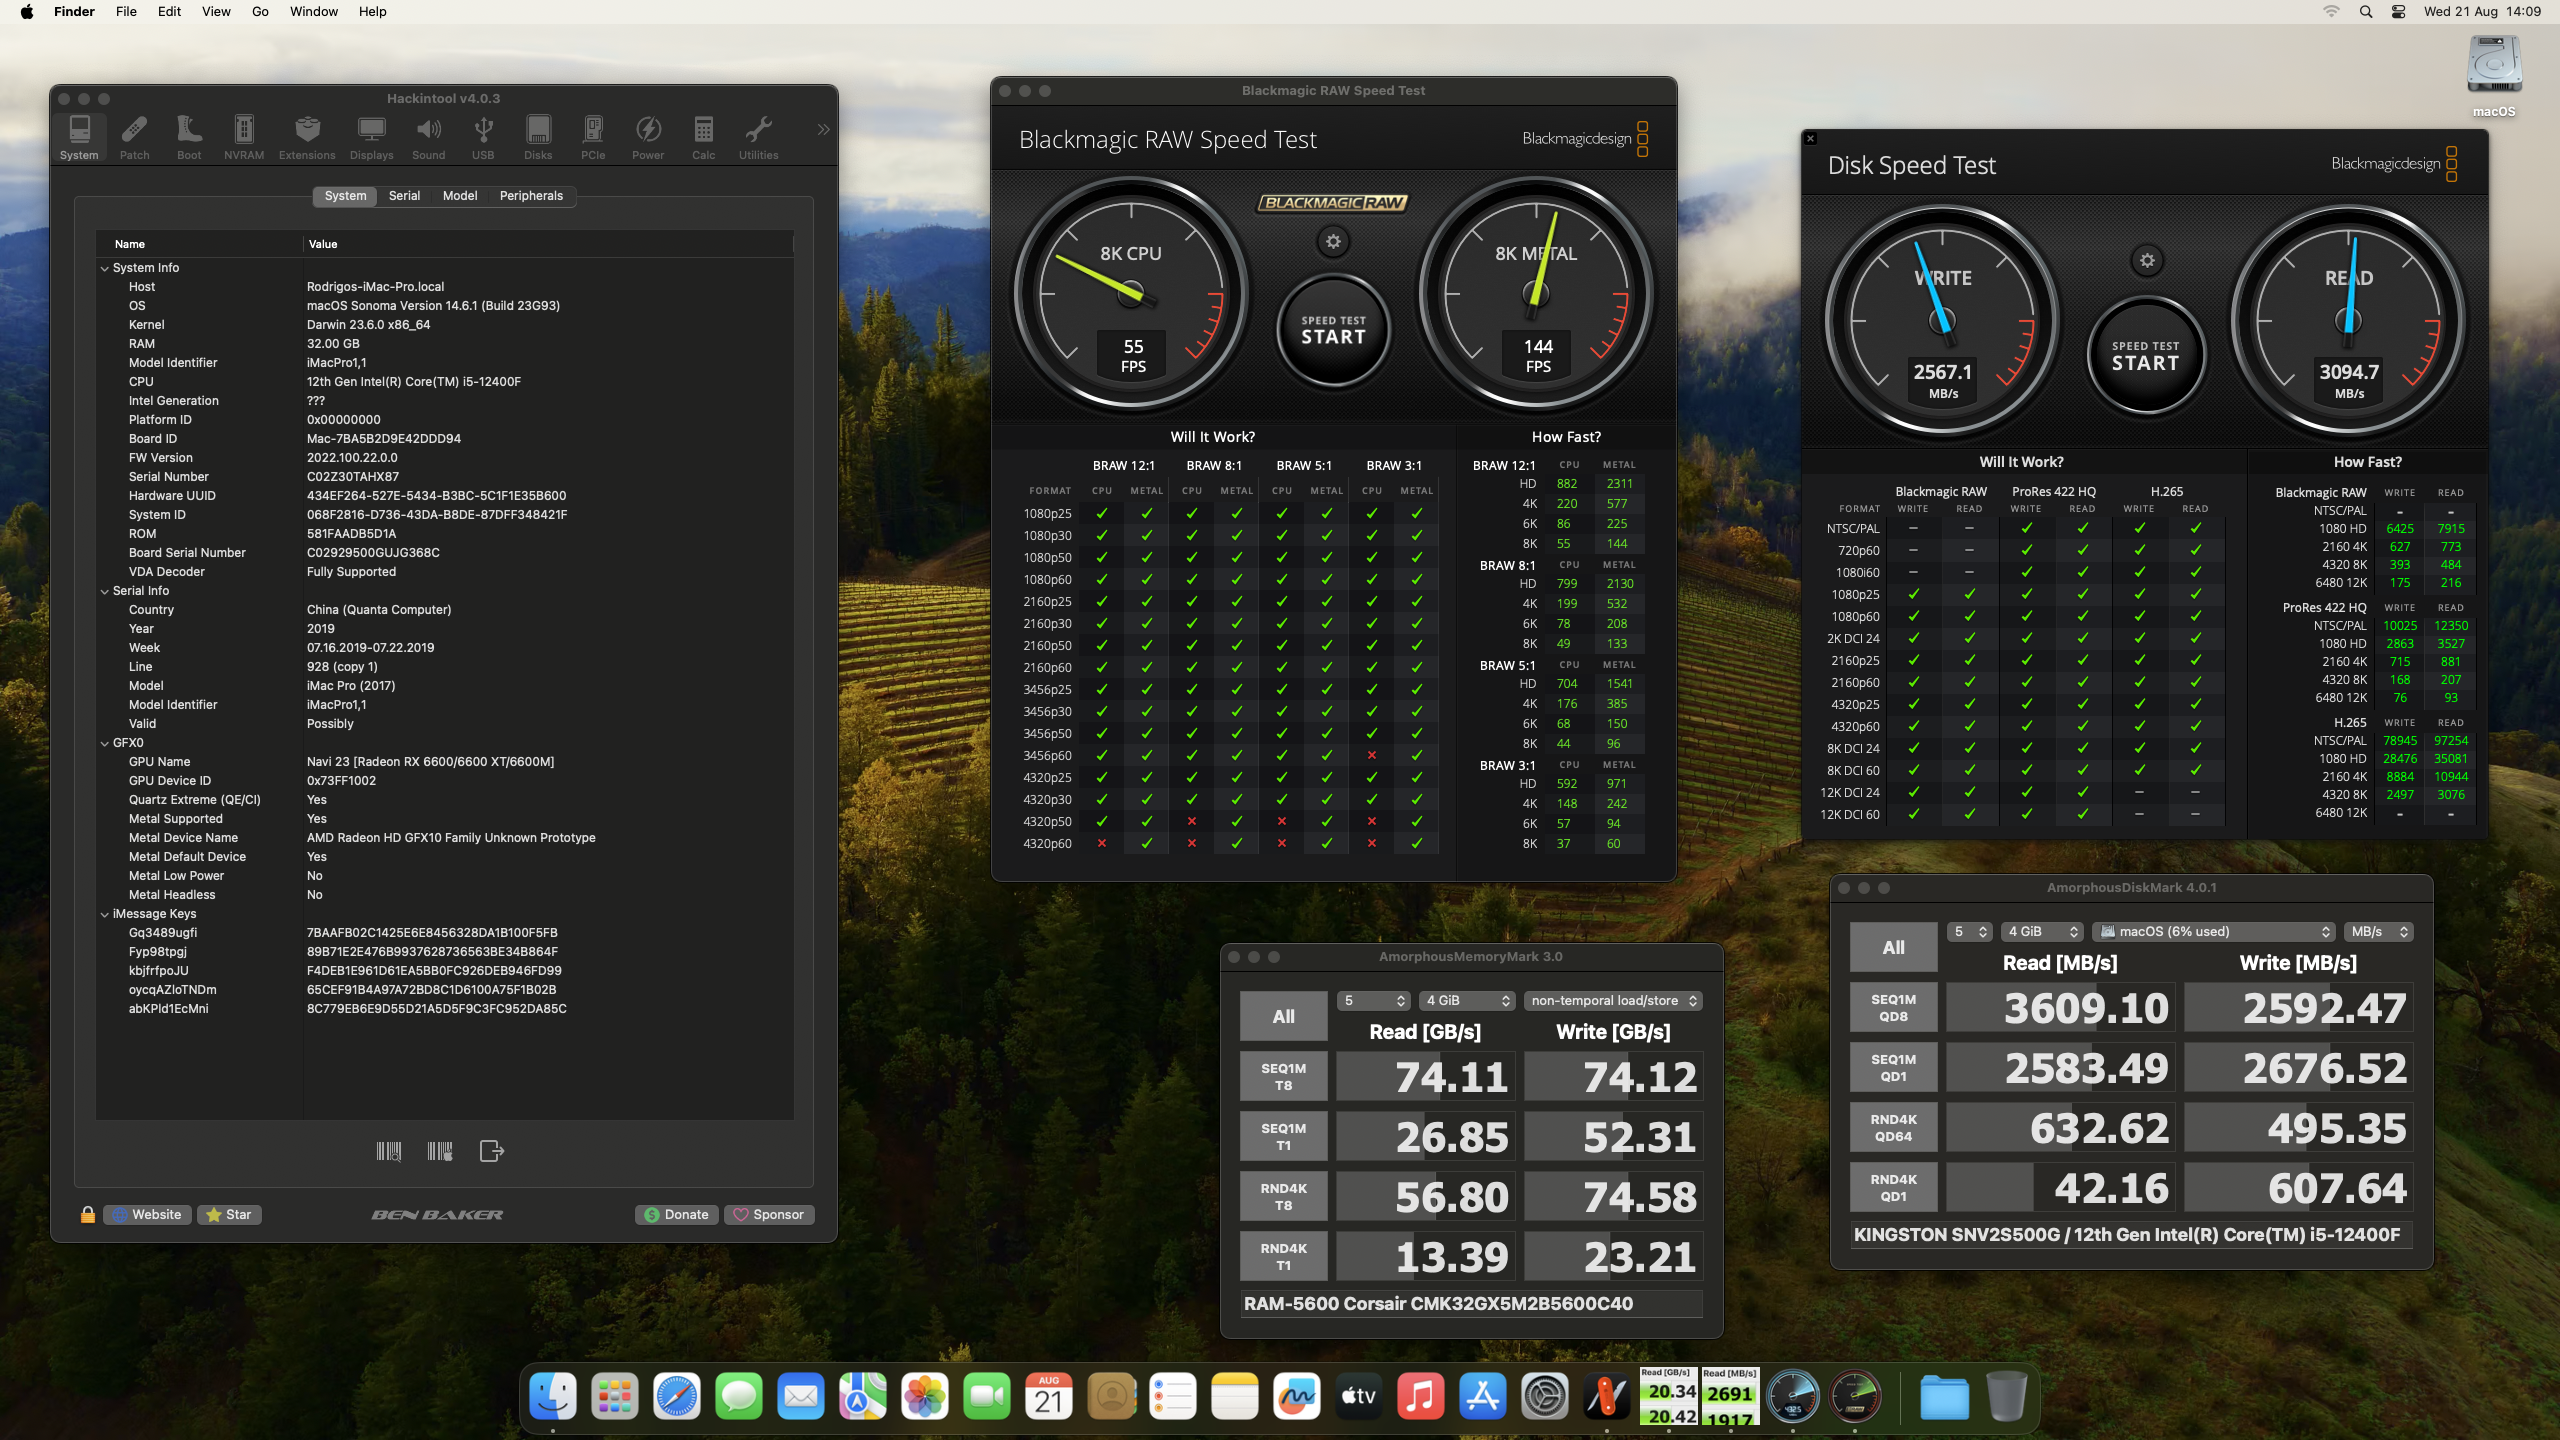 Finder File Edit View Go Window Help
Wed 21 Aug 14:09
macOS
Hackintool v4.0.3
System Patch Boot NVRAM Extensions Displays Sound USB Disks PCIe Power Calc Utilities
System Serial Model Peripherals
Name Value
System Info
Host Rodrigos-iMac-Pro.local
OS macOS Sonoma Version 14.6.1 (Build 23G93)
Kernel Darwin 23.6.0 x86_64
RAM 32.00 GB
Model Identifier iMacPro1,1
CPU 12th Gen Intel(R) Core(TM) i5-12400F
Intel Generation ???
Platform ID 0x00000000
Board ID Mac-7BA5B2D9E42DDD94
FW Version 2022.100.22.0.0
Serial Number C02Z30TAHX87
Hardware UUID 434EF264-527E-5434-B3BC-5C1F1E35B600
System ID 068F2816-D736-43DA-B8DE-87DFF348421F
ROM 581FAADB5D1A
Board Serial Number C02929500GUJG368C
VDA Decoder Fully Supported
Serial Info
Country China (Quanta Computer)
Year 2019
Week 07.16.2019-07.22.2019
Line 928 (copy 1)
Model iMac Pro (2017)
Model Identifier iMacPro1,1
Valid Possibly
GFX0
GPU Name Navi 23 [Radeon RX 6600/6600 XT/6600M]
GPU Device ID 0x73FF1002
Quartz Extreme (QE/CI) Yes
Metal Supported Yes
Metal Device Name AMD Radeon HD GFX10 Family Unknown Prototype
Metal Default Device Yes
Metal Low Power No
Metal Headless No
iMessage Keys
Gq3489ugfi 7BAAFB02C1425E6E8456328DA1B100F5FB
Fyp98tpgj 89B71E2E476B9937628736563BE34B864F
kbjfrfpoJU F4DEB1E961D61EA5BB0FC926DEB946FD99
oycqAZloTNDm 65CEF91B4A97A72BD8C1D6100A75F1B02B
abKPld1EcMni 8C779EB6E9D55D21A5D5F9C3FC952DA85C
Website Star BEN BAKER Donate Sponsor
Blackmagic RAW Speed Test
Blackmagic RAW Speed Test Blackmagicdesign
BLACKMAGIC RAW
8K CPU
55
FPS
SPEED TEST
START
8K METAL
144
FPS
Will It Work?
BRAW 12:1 BRAW 8:1 BRAW 5:1 BRAW 3:1
FORMAT CPU METAL CPU METAL CPU METAL CPU METAL
1080p25 ✓ ✓ ✓ ✓ ✓ ✓ ✓ ✓
1080p30 ✓ ✓ ✓ ✓ ✓ ✓ ✓ ✓
1080p50 ✓ ✓ ✓ ✓ ✓ ✓ ✓ ✓
1080p60 ✓ ✓ ✓ ✓ ✓ ✓ ✓ ✓
2160p25 ✓ ✓ ✓ ✓ ✓ ✓ ✓ ✓
2160p30 ✓ ✓ ✓ ✓ ✓ ✓ ✓ ✓
2160p50 ✓ ✓ ✓ ✓ ✓ ✓ ✓ ✓
2160p60 ✓ ✓ ✓ ✓ ✓ ✓ ✓ ✓
3456p25 ✓ ✓ ✓ ✓ ✓ ✓ ✓ ✓
3456p30 ✓ ✓ ✓ ✓ ✓ ✓ ✓ ✓
3456p50 ✓ ✓ ✓ ✓ ✓ ✓ ✓ ✓
3456p60 ✓ ✓ ✓ ✓ ✓ ✓ × ✓
4320p25 ✓ ✓ ✓ ✓ ✓ ✓ ✓ ✓
4320p30 ✓ ✓ ✓ ✓ ✓ ✓ ✓ ✓
4320p50 ✓ ✓ × ✓ × ✓ × ✓
4320p60 × ✓ × ✓ × ✓ × ✓
How Fast?
BRAW 12:1 CPU METAL
HD 882 2311
4K 220 577
6K 86 225
8K 55 144
BRAW 8:1 CPU METAL
HD 799 2130
4K 199 532
6K 78 208
8K 49 133
BRAW 5:1 CPU METAL
HD 704 1541
4K 176 385
6K 68 150
8K 44 96
BRAW 3:1 CPU METAL
HD 592 971
4K 148 242
6K 57 94
8K 37 60
Disk Speed Test Blackmagicdesign
WRITE
2567.1
MB/s
SPEED TEST
START
READ
3094.7
MB/s
Will It Work?
Blackmagic RAW ProRes 422 HQ H.265
FORMAT WRITE READ WRITE READ WRITE READ
NTSC/PAL – – ✓ ✓ ✓ ✓
720p60 – – ✓ ✓ ✓ ✓
1080i60 – – ✓ ✓ ✓ ✓
1080p25 ✓ ✓ ✓ ✓ ✓ ✓
1080p60 ✓ ✓ ✓ ✓ ✓ ✓
2K DCI 24 ✓ ✓ ✓ ✓ ✓ ✓
2160p25 ✓ ✓ ✓ ✓ ✓ ✓
2160p60 ✓ ✓ ✓ ✓ ✓ ✓
4320p25 ✓ ✓ ✓ ✓ ✓ ✓
4320p60 ✓ ✓ ✓ ✓ ✓ ✓
8K DCI 24 ✓ ✓ ✓ ✓ ✓ ✓
8K DCI 60 ✓ ✓ ✓ ✓ ✓ ✓
12K DCI 24 ✓ ✓ ✓ ✓ – –
12K DCI 60 ✓ ✓ ✓ ✓ – –
How Fast?
Blackmagic RAW WRITE READ
NTSC/PAL - -
1080 HD 6425 7915
2160 4K 627 773
4320 8K 393 484
6480 12K 175 216
ProRes 422 HQ WRITE READ
NTSC/PAL 10025 12350
1080 HD 2863 3527
2160 4K 715 881
4320 8K 168 207
6480 12K 76 93
H.265 WRITE READ
NTSC/PAL 78945 97254
1080 HD 28476 35081
2160 4K 8884 10944
4320 8K 2497 3076
6480 12K - -
AmorphousMemoryMark 3.0
All 5 4 GiB non-temporal load/store
Read [GB/s] Write [GB/s]
SEQ1M T8 74.11 74.12
SEQ1M T1 26.85 52.31
RND4K T8 56.80 74.58
RND4K T1 13.39 23.21
RAM-5600 Corsair CMK32GX5M2B5600C40
AmorphousDiskMark 4.0.1
All 5 4 GiB macOS (6% used) MB/s
Read [MB/s] Write [MB/s]
SEQ1M QD8 3609.10 2592.47
SEQ1M QD1 2583.49 2676.52
RND4K QD64 632.62 495.35
RND4K QD1 42.16 607.64
KINGSTON SNV2S500G / 12th Gen Intel(R) Core(TM) i5-12400F
AUG
21
tv
Read [GB/s]
20.34
20.42
Read [MB/s]
2691
1917